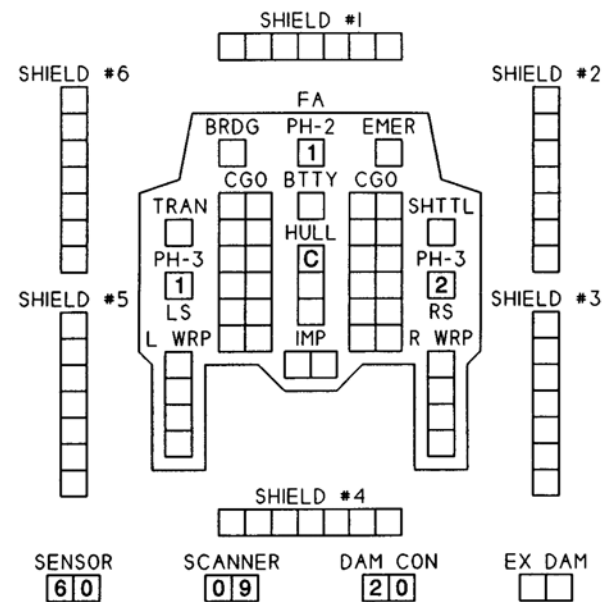 SHIELD #1
SHIELD #6
SHIELD #2
FA
BRDG PH-2 EMER
1
CGO BTTY CGO
TRAN SHTTL
HULL
C
PH-3 PH-3
1 2
SHIELD #5 SHIELD #3
LS RS
L WRP IMP R WRP
SHIELD #4
SENSOR SCANNER DAM CON EX DAM
6 0 0 9 2 0